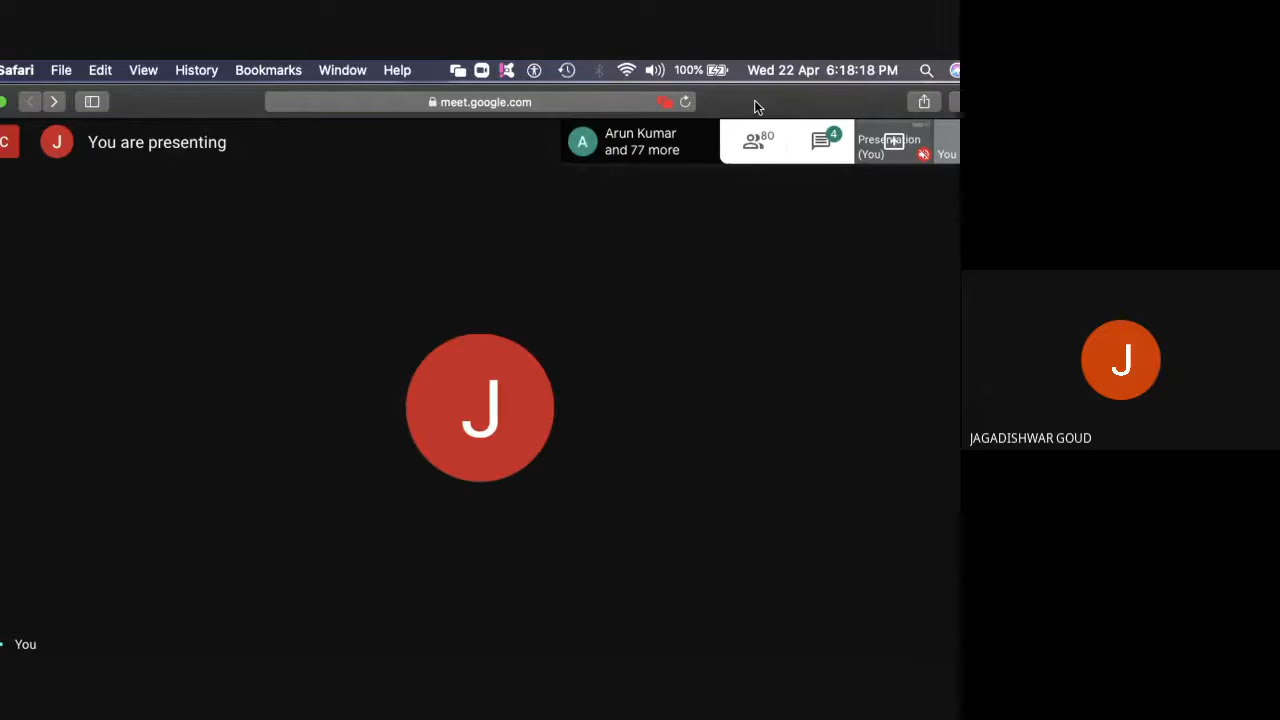 Safari File Edit View History Bookmarks Window Help 100% Wed 22 Apr 6:18:18 PM
meet.google.com
C J You are presenting
A Arun Kumar
and 77 more
80 4
Presentation
(You)
You
J
J
JAGADISHWAR GOUD
You